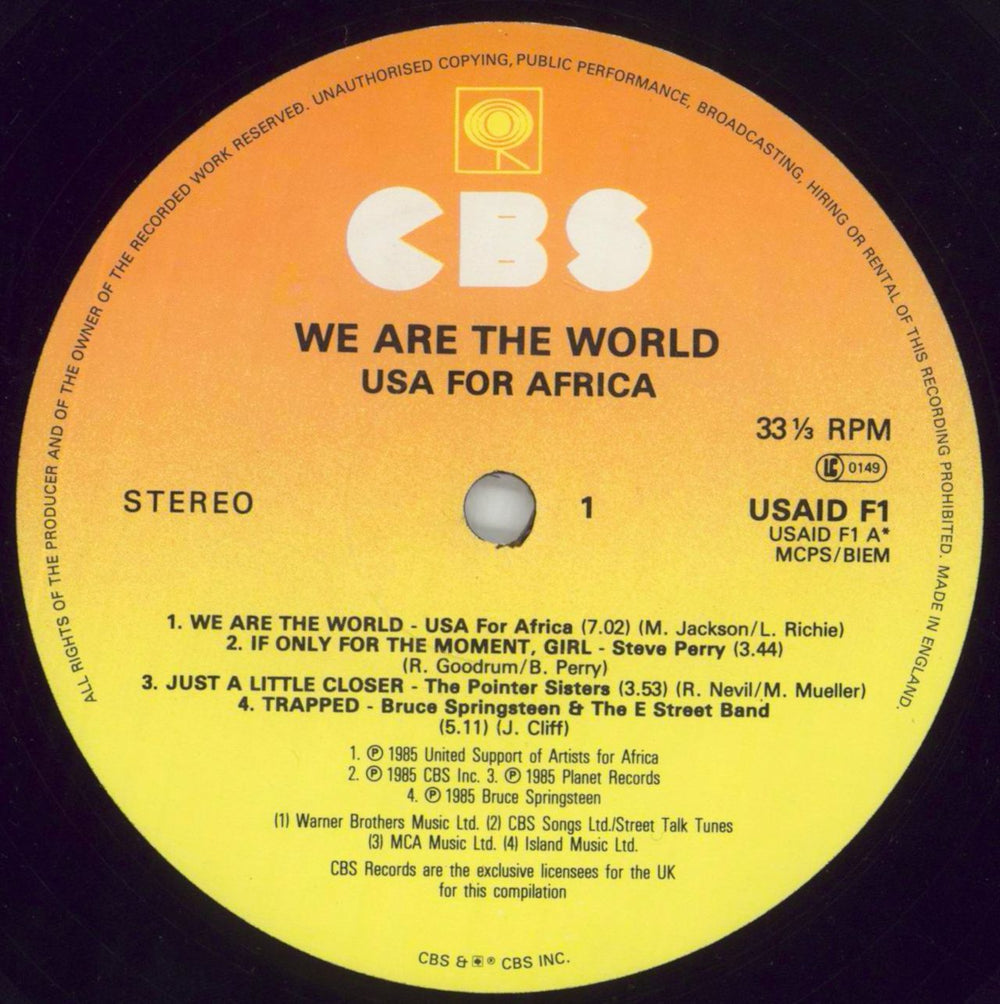 ALL RIGHTS OF THE PRODUCER AND OF THE OWNER OF THE RECORDED WORK RESERVED. UNAUTHORISED COPYING, PUBLIC PERFORMANCE, BROADCASTING, HIRING OR RENTAL OF THIS RECORDING PROHIBITED. MADE IN ENGLAND.
CBS
WE ARE THE WORLD
USA FOR AFRICA
33⅓ RPM
LC 0149
STEREO
1
USAID F1
USAID F1 A*
MCPS/BIEM
1. WE ARE THE WORLD - USA For Africa (7.02) (M. Jackson/L. Richie)
2. IF ONLY FOR THE MOMENT, GIRL - Steve Perry (3.44)
(R. Goodrum/B. Perry)
3. JUST A LITTLE CLOSER - The Pointer Sisters (3.53) (R. Nevil/M. Mueller)
4. TRAPPED - Bruce Springsteen & The E Street Band
(5.11) (J. Cliff)
1. ℗ 1985 United Support of Artists for Africa
2. ℗ 1985 CBS Inc. 3. ℗ 1985 Planet Records
4. ℗ 1985 Bruce Springsteen
(1) Warner Brothers Music Ltd. (2) CBS Songs Ltd./Street Talk Tunes
(3) MCA Music Ltd. (4) Island Music Ltd.
CBS Records are the exclusive licensees for the UK
for this compilation
CBS & ® CBS INC.